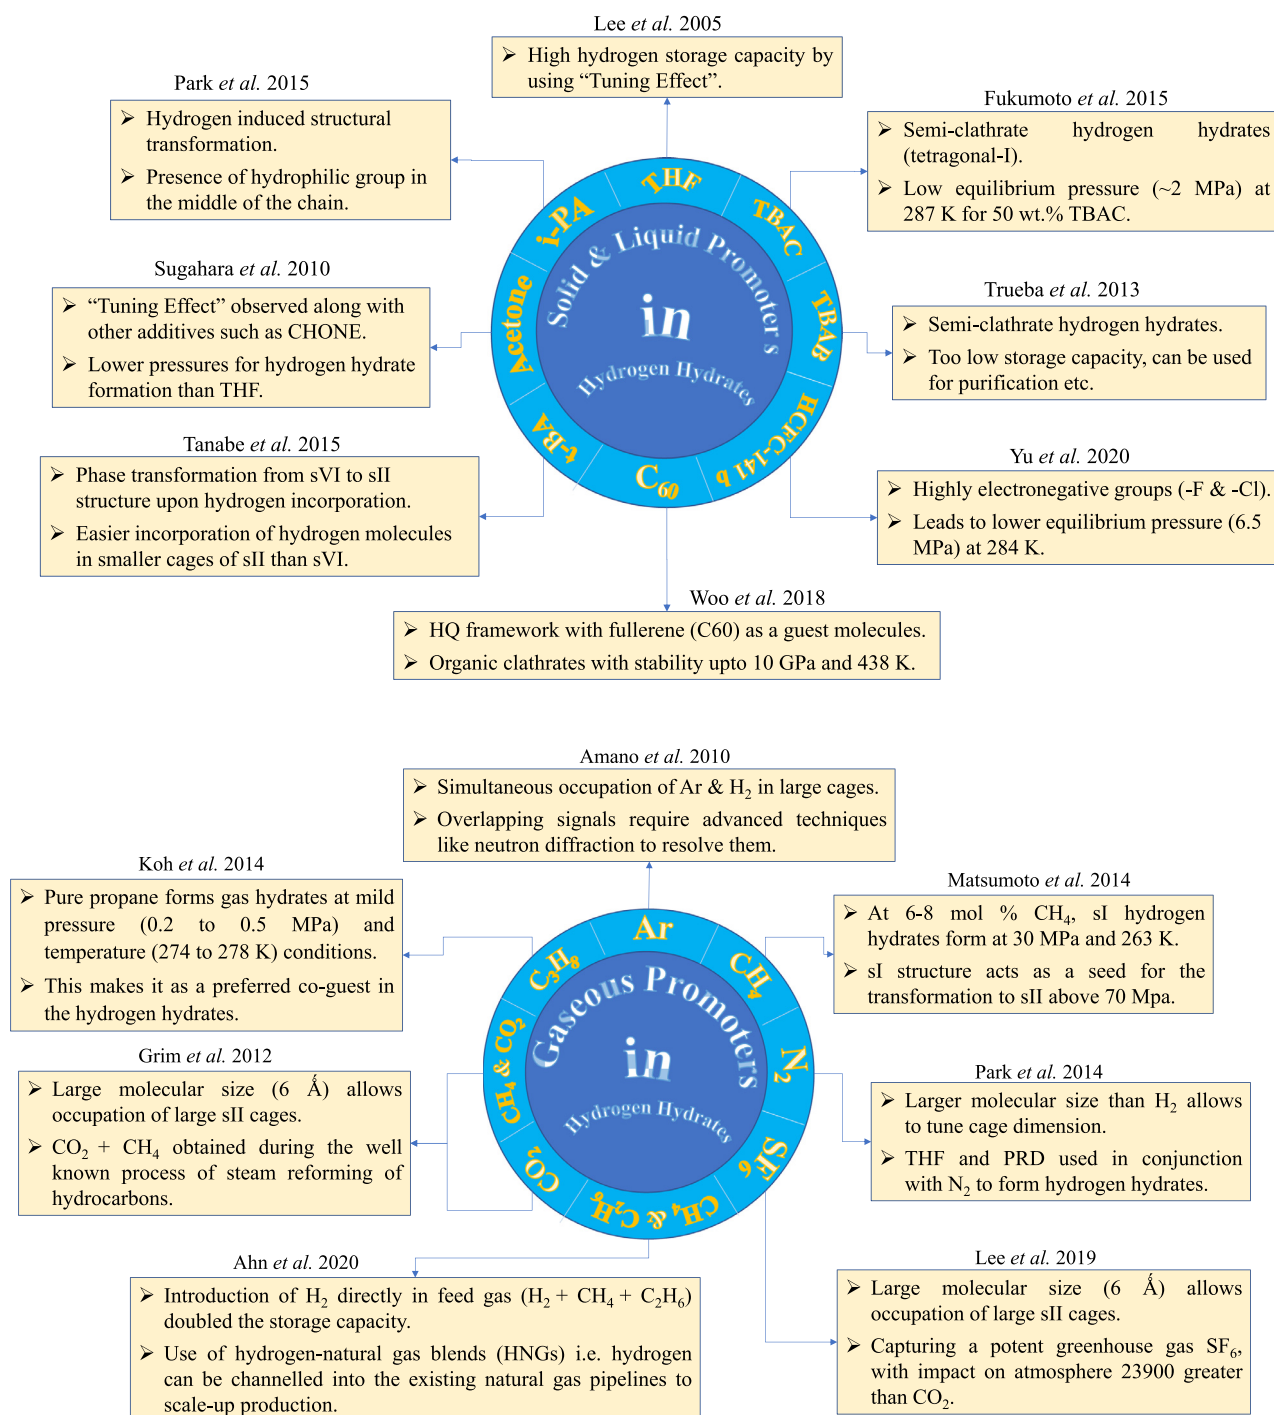 Lee et al. 2005
➢ High hydrogen storage capacity by
using “Tuning Effect”.
Park et al. 2015
➢ Hydrogen induced structural
transformation.
➢ Presence of hydrophilic group in
the middle of the chain.
Fukumoto et al. 2015
➢ Semi-clathrate hydrogen hydrates
(tetragonal-I).
➢ Low equilibrium pressure (~2 MPa) at
287 K for 50 wt.% TBAC.
Sugahara et al. 2010
➢ “Tuning Effect” observed along with
other additives such as CHONE.
➢ Lower pressures for hydrogen hydrate
formation than THF.
Trueba et al. 2013
➢ Semi-clathrate hydrogen hydrates.
➢ Too low storage capacity, can be used
for purification etc.
Tanabe et al. 2015
➢ Phase transformation from sVI to sII
structure upon hydrogen incorporation.
➢ Easier incorporation of hydrogen molecules
in smaller cages of sII than sVI.
Yu et al. 2020
➢ Highly electronegative groups (-F & -Cl).
➢ Leads to lower equilibrium pressure (6.5
MPa) at 284 K.
THF
TBAC
TBAB
HCFC-141b
C60
t-BA
Acetone
i-PA
Solid & Liquid Promoters
in
Hydrogen Hydrates
Woo et al. 2018
➢ HQ framework with fullerene (C60) as a guest molecules.
➢ Organic clathrates with stability upto 10 GPa and 438 K.
Amano et al. 2010
➢ Simultaneous occupation of Ar & H₂ in large cages.
➢ Overlapping signals require advanced techniques
like neutron diffraction to resolve them.
Koh et al. 2014
➢ Pure propane forms gas hydrates at mild
pressure (0.2 to 0.5 MPa) and
temperature (274 to 278 K) conditions.
➢ This makes it as a preferred co-guest in
the hydrogen hydrates.
Matsumoto et al. 2014
➢ At 6-8 mol % CH₄, sI hydrogen
hydrates form at 30 MPa and 263 K.
➢ sI structure acts as a seed for the
transformation to sII above 70 Mpa.
Grim et al. 2012
➢ Large molecular size (6 Å) allows
occupation of large sII cages.
➢ CO₂ + CH₄ obtained during the well
known process of steam reforming of
hydrocarbons.
Park et al. 2014
➢ Larger molecular size than H₂ allows
to tune cage dimension.
➢ THF and PRD used in conjunction
with N₂ to form hydrogen hydrates.
Ar
CH₄
N₂
SF₆
CH₄ & C₂H₆
CO₂
CH₄ & CO₂
C₃H₈
Gaseous Promoters
in
Hydrogen Hydrates
Ahn et al. 2020
➢ Introduction of H₂ directly in feed gas (H₂ + CH₄ + C₂H₆)
doubled the storage capacity.
➢ Use of hydrogen-natural gas blends (HNGs) i.e. hydrogen
can be channelled into the existing natural gas pipelines to
scale-up production.
Lee et al. 2019
➢ Large molecular size (6 Å) allows
occupation of large sII cages.
➢ Capturing a potent greenhouse gas SF₆,
with impact on atmosphere 23900 greater
than CO₂.